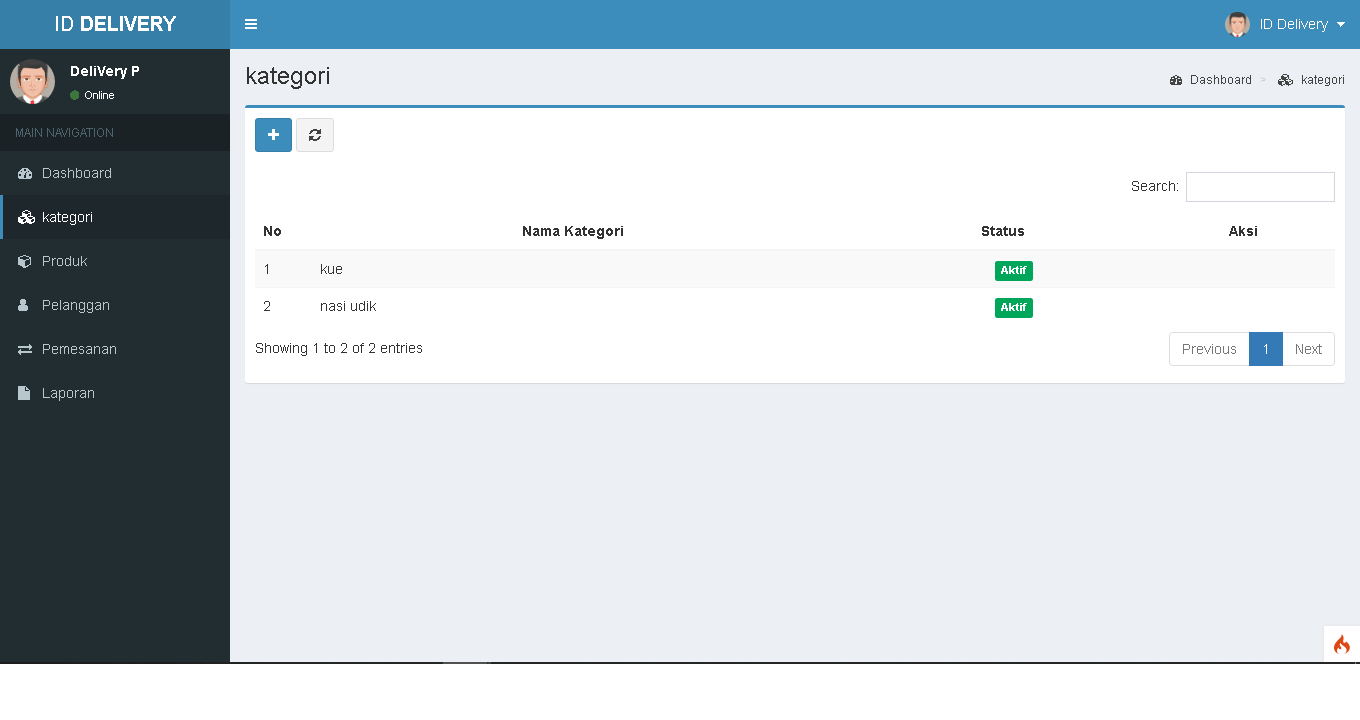 ID DELIVERY
ID Delivery
DeliVery P
Online
MAIN NAVIGATION
Dashboard
kategori
Produk
Pelanggan
Pemesanan
Laporan
kategori
Dashboard > kategori
Search:
No Nama Kategori Status Aksi
1 kue Aktif
2 nasi udik Aktif
Showing 1 to 2 of 2 entries
Previous 1 Next